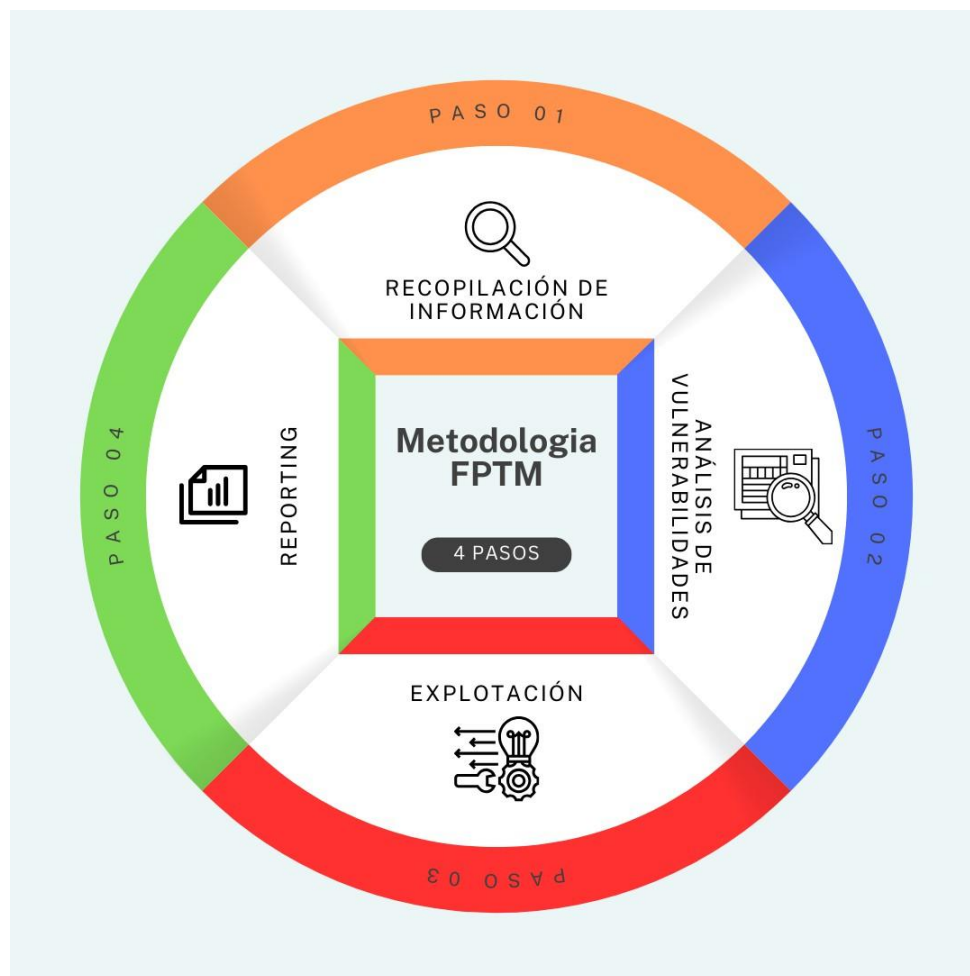 PASO 01
RECOPILACIÓN DE
INFORMACIÓN
PASO 02
ANÁLISIS DE
VULNERABILIDADES
Metodologia
FPTM
4 PASOS
EXPLOTACIÓN
PASO 03
REPORTING
PASO 04